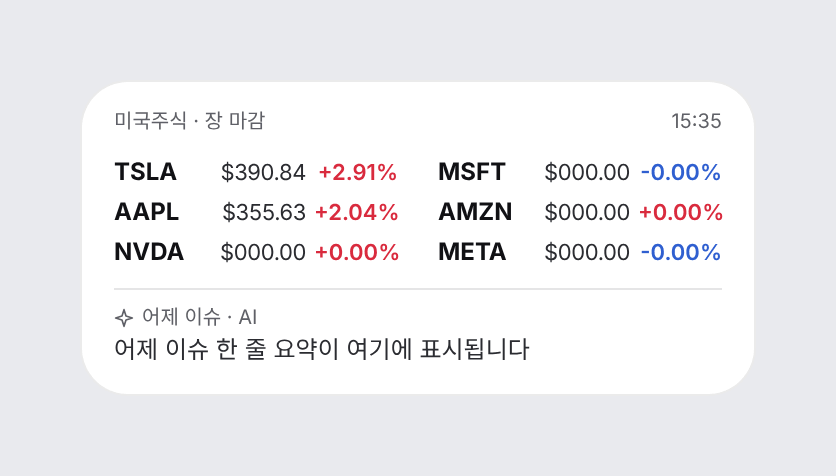 미국주식 · 장 마감 15:35
TSLA $390.84 +2.91% MSFT $000.00 -0.00%
AAPL $355.63 +2.04% AMZN $000.00 +0.00%
NVDA $000.00 +0.00% META $000.00 -0.00%
어제 이슈 · AI
어제 이슈 한 줄 요약이 여기에 표시됩니다